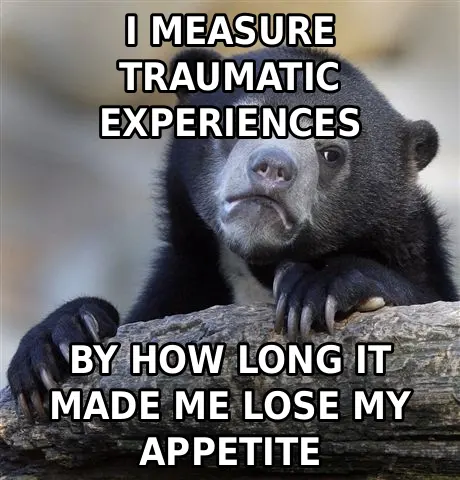 I MEASURE
TRAUMATIC
EXPERIENCES
BY HOW LONG IT
MADE ME LOSE MY
APPETITE